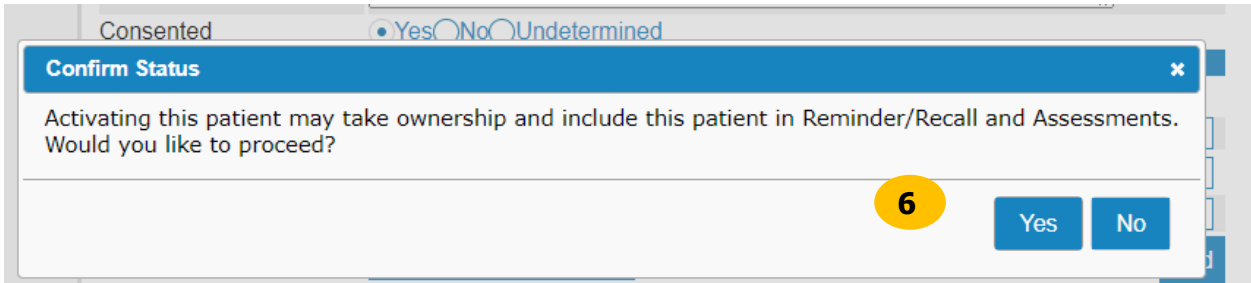 Consented Yes No Undetermined
Confirm Status
Activating this patient may take ownership and include this patient in Reminder/Recall and Assessments.
Would you like to proceed?
6
Yes No